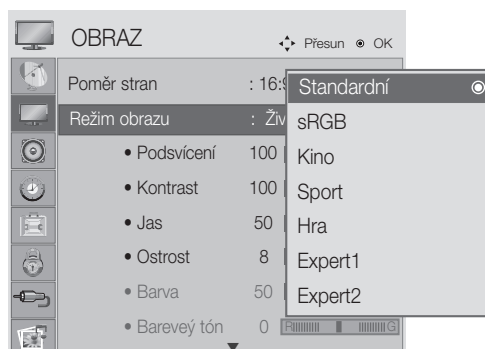 OBRAZ Přesun OK
Poměr stran : 16:9 Standardní
Režim obrazu : Živ sRGB
• Podsvícení 100 Kino
• Kontrast 100 Sport
• Jas 50 Hra
• Ostrost 8 Expert1
• Barva 50 Expert2
• Bareveý tón 0 R G